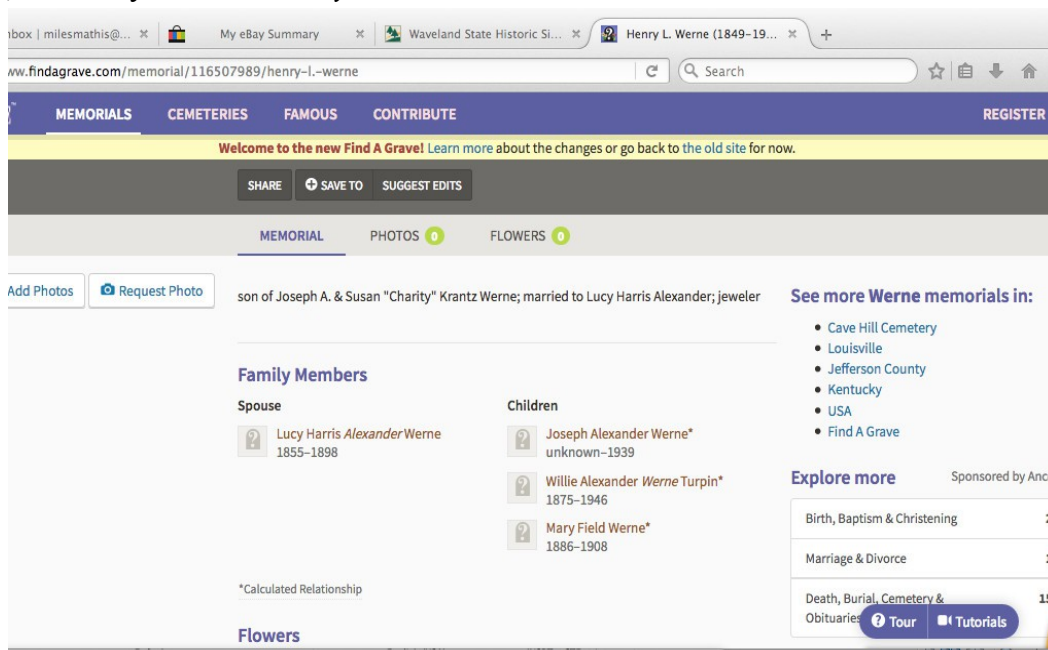 nbox | milesmathis@... × My eBay Summary × Waveland State Historic Si... × Henry L. Werne (1849-19... × +
ww.findagrave.com/memorial/116507989/henry-l.-werne Search
MEMORIALS CEMETERIES FAMOUS CONTRIBUTE REGISTER
Welcome to the new Find A Grave! Learn more about the changes or go back to the old site for now.
SHARE SAVE TO SUGGEST EDITS
MEMORIAL PHOTOS 0 FLOWERS 0
Add Photos Request Photo
son of Joseph A. & Susan "Charity" Krantz Werne; married to Lucy Harris Alexander; jeweler
Family Members
Spouse
Lucy Harris Alexander Werne
1855–1898
Children
Joseph Alexander Werne*
unknown–1939
Willie Alexander Werne Turpin*
1875–1946
Mary Field Werne*
1886–1908
*Calculated Relationship
Flowers
See more Werne memorials in:
• Cave Hill Cemetery
• Louisville
• Jefferson County
• Kentucky
• USA
• Find A Grave
Explore more Sponsored by Anc
Birth, Baptism & Christening
Marriage & Divorce
Death, Burial, Cemetery &
Obituaries
Tour Tutorials